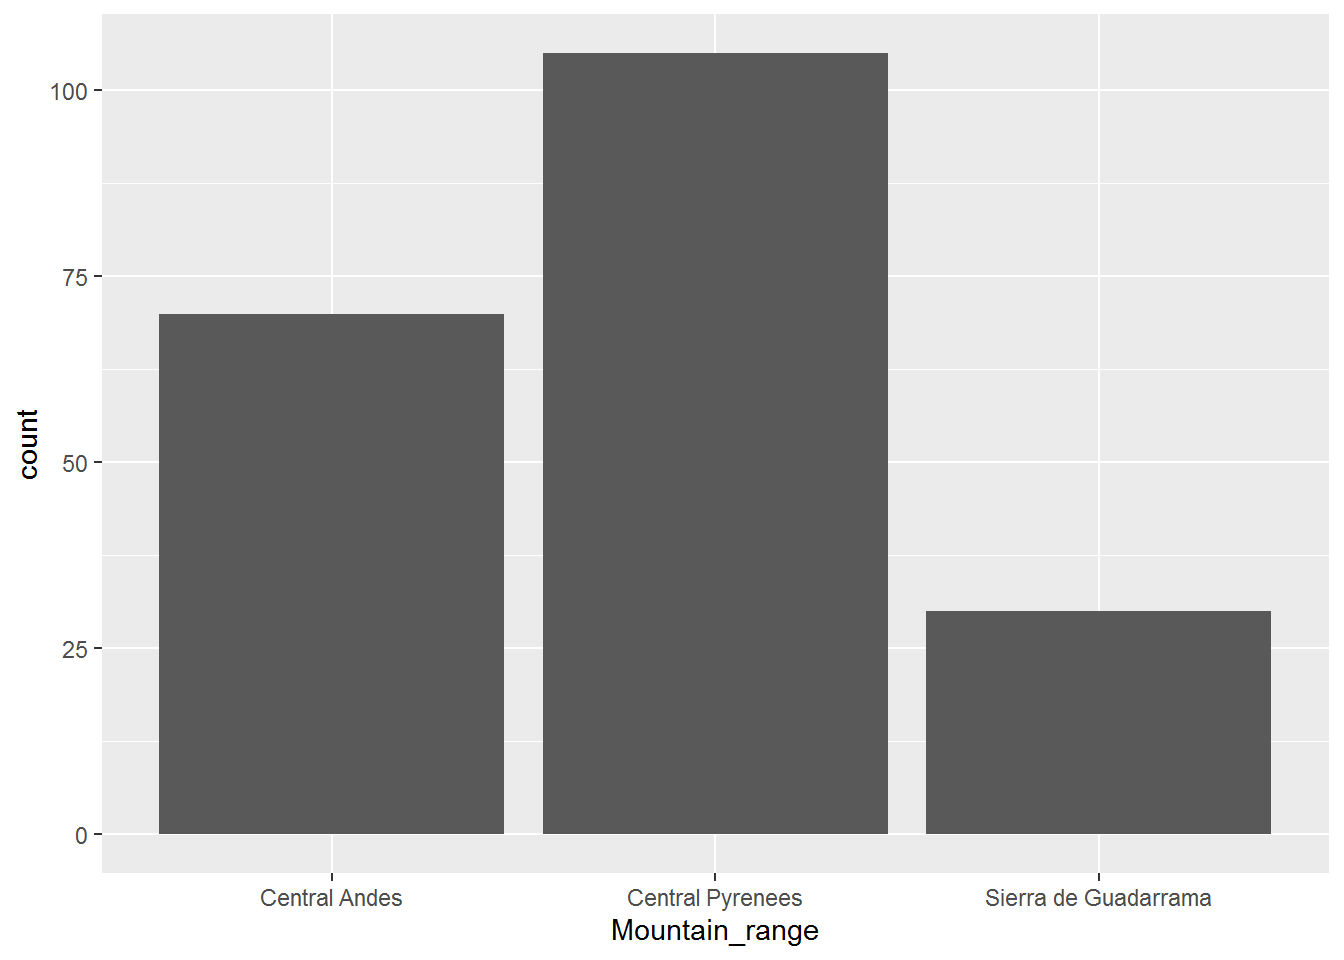 100
75
50
25
0
count
Central Andes
Central Pyrenees
Sierra de Guadarrama
Mountain_range